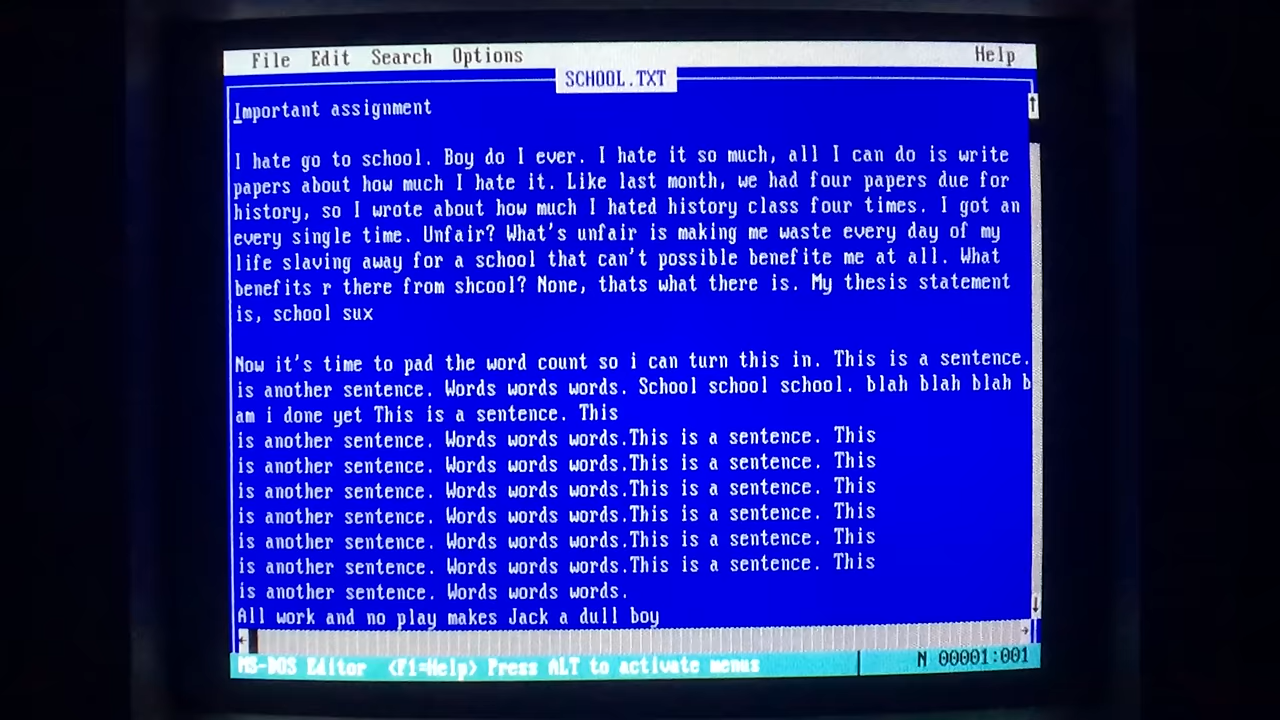 File Edit Search Options Help
SCHOOL.TXT
Important assignment
I hate go to school. Boy do I ever. I hate it so much, all I can do is write
papers about how much I hate it. Like last month, we had four papers due for
history, so I wrote about how much I hated history class four times. I got an
every single time. Unfair? What's unfair is making me waste every day of my
life slaving away for a school that can't possible benefite me at all. What
benefits r there from shcool? None, thats what there is. My thesis statement
is, school sux
Now it's time to pad the word count so i can turn this in. This is a sentence.
is another sentence. Words words words. School school school. blah blah blah b
am i done yet This is a sentence. This
is another sentence. Words words words.This is a sentence. This
is another sentence. Words words words.This is a sentence. This
is another sentence. Words words words.This is a sentence. This
is another sentence. Words words words.This is a sentence. This
is another sentence. Words words words.This is a sentence. This
is another sentence. Words words words.This is a sentence. This
is another sentence. Words words words.
All work and no play makes Jack a dull boy
MS-DOS Editor <F1=Help> Press ALT to activate menus N 00001:001